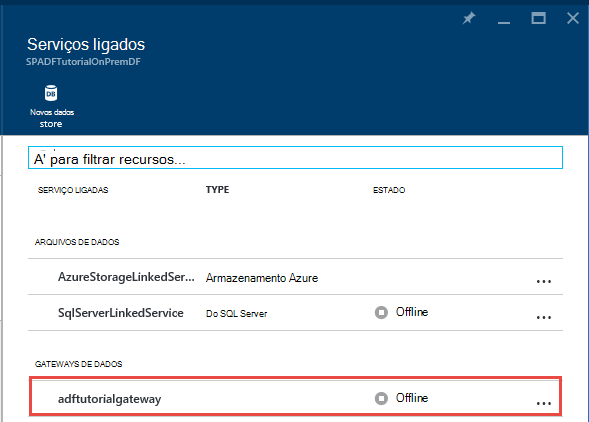 Serviços ligados
SPADFTutorialOnPremDF
DB
Novos dados
store
A' para filtrar recursos...
SERVIÇO LIGADAS TYPE ESTADO
ARQUIVOS DE DADOS
AzureStorageLinkedSer... Armazenamento Azure ...
SqlServerLinkedService Do SQL Server Offline ...
GATEWAYS DE DADOS
adftutorialgateway Offline ...